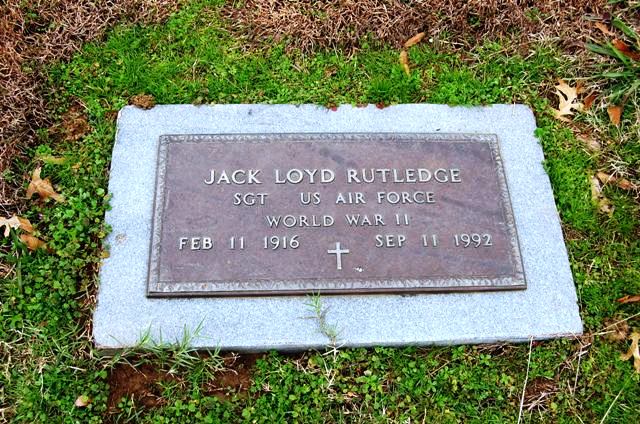 JACK LOYD RUTLEDGE
SGT US AIR FORCE
WORLD WAR II
FEB 11 1916 SEP 11 1992